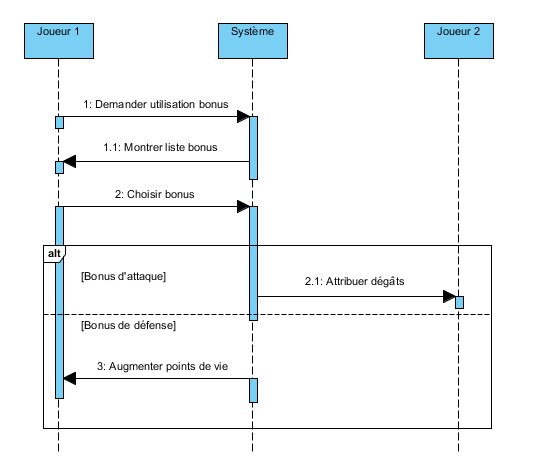 Joueur 1
Système
Joueur 2
1: Demander utilisation bonus
1.1: Montrer liste bonus
2: Choisir bonus
alt
[Bonus d'attaque]
2.1: Attribuer dégâts
[Bonus de défense]
3: Augmenter points de vie